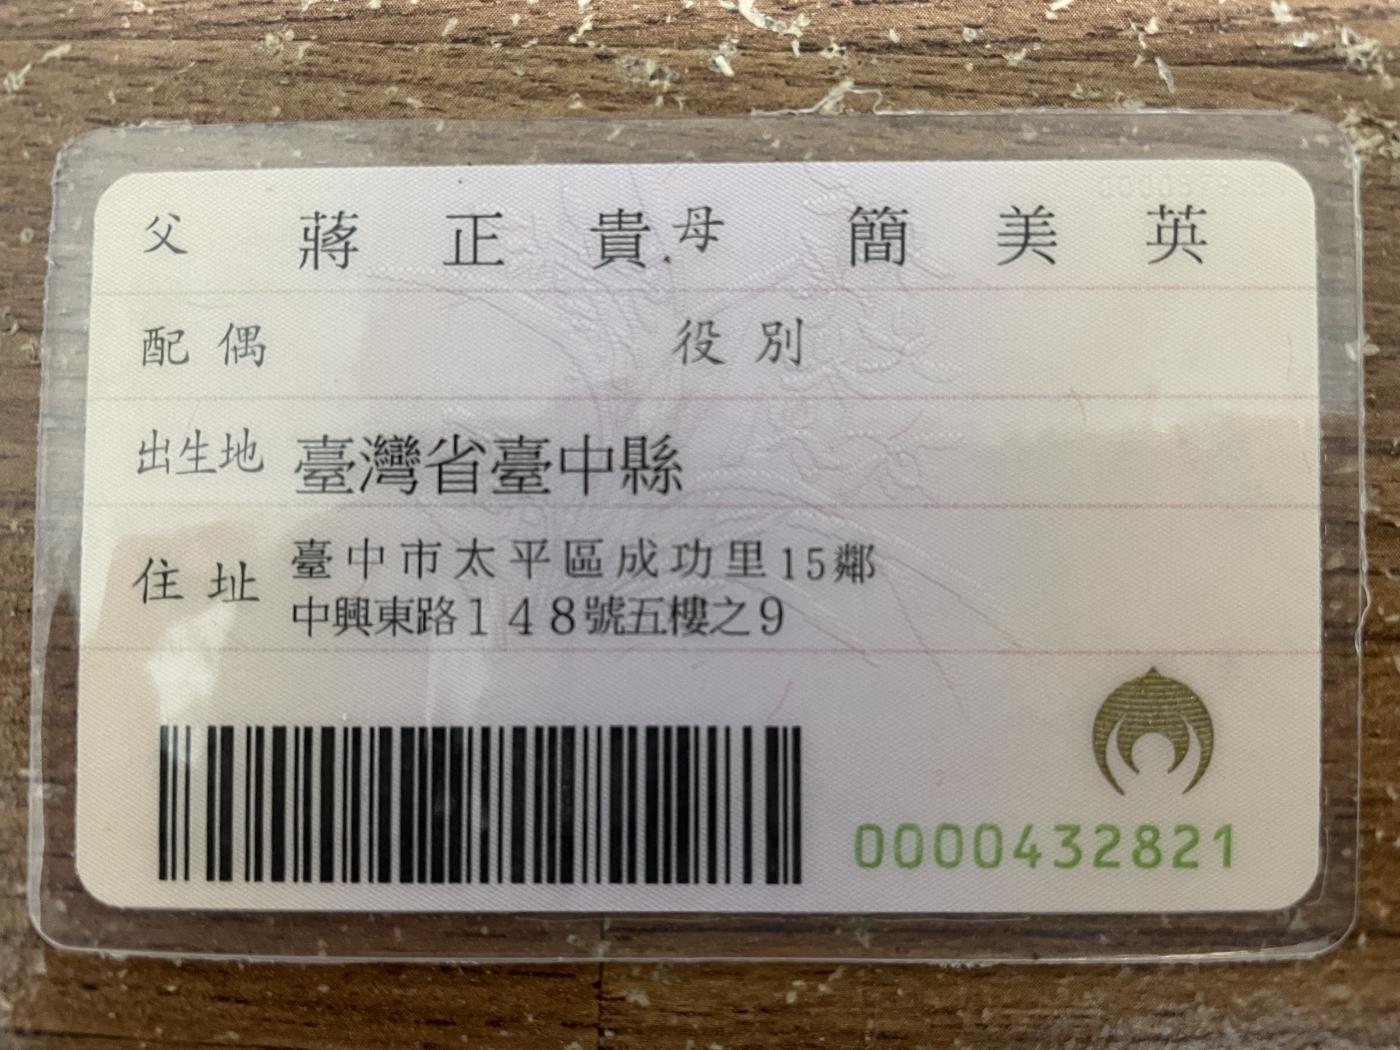 父 蔣正貴 母 簡美英
配偶 役別
出生地 臺灣省臺中縣
住址 臺中市太平區成功里15鄰
中興東路148號五樓之9
0000432821